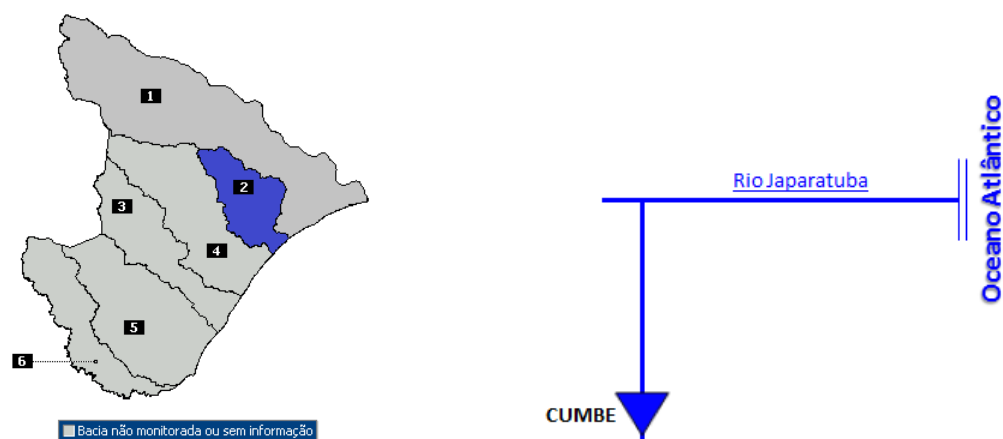 1
2
3
4
5
6
Bacia não monitorada ou sem informação
Rio Japaratuba
Oceano Atlântico
CUMBE